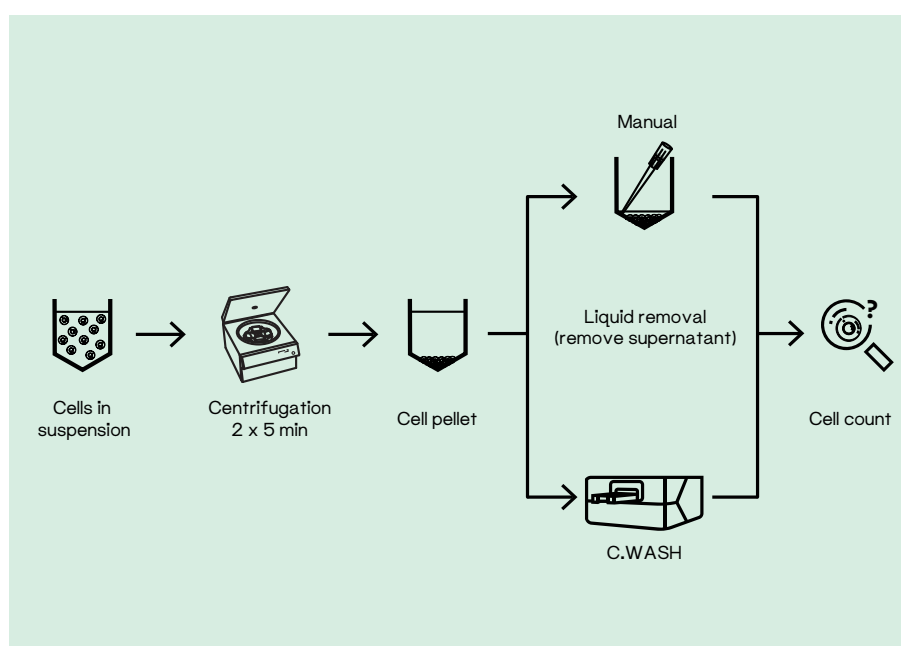 Manual
Liquid removal
(remove supernatant)
Cells in
suspension
Centrifugation
2 x 5 min
Cell pellet
Cell count
C.WASH
?